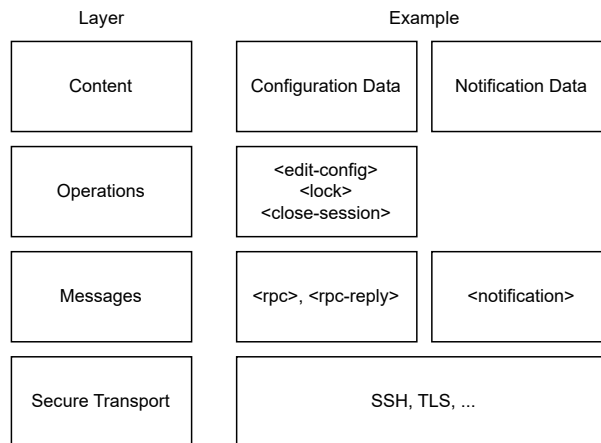 Layer
Example
Content
Configuration Data
Notification Data
Operations
<edit-config>
<lock>
<close-session>
Messages
<rpc>, <rpc-reply>
<notification>
Secure Transport
SSH, TLS, ...